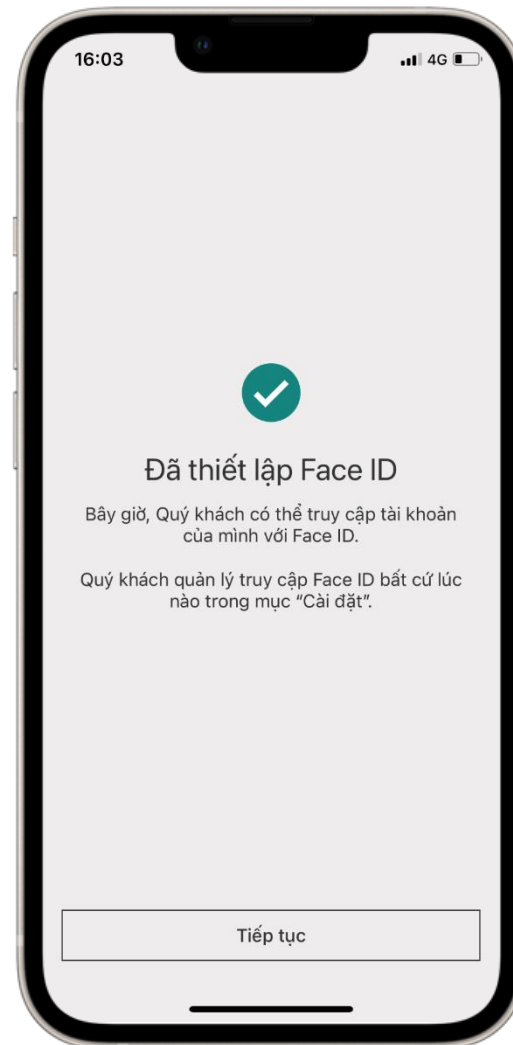 16:03
4G
Đã thiết lập Face ID
Bây giờ, Quý khách có thể truy cập tài khoản
của mình với Face ID.
Quý khách quản lý truy cập Face ID bất cứ lúc
nào trong mục “Cài đặt”.
Tiếp tục